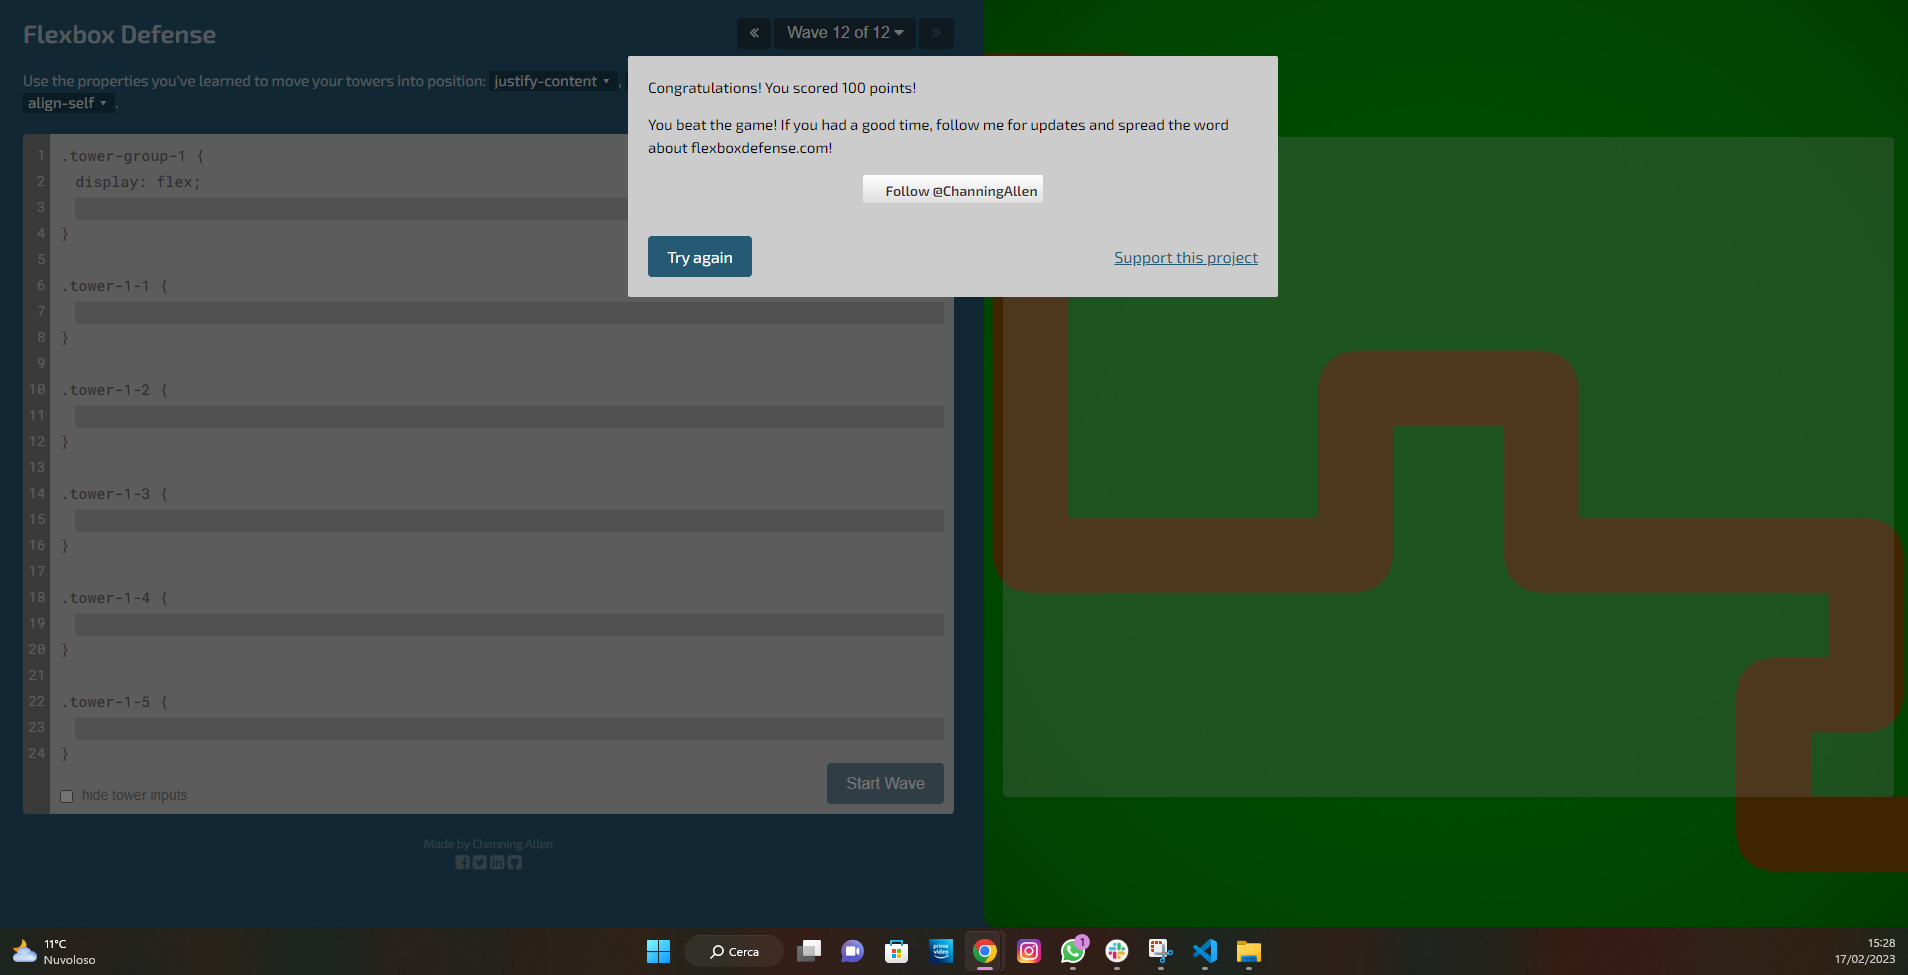 Flexbox Defense
«
Wave 12 of 12
»
Use the properties you've learned to move your towers into position: justify-content ,
align-self .
Congratulations! You scored 100 points!
You beat the game! If you had a good time, follow me for updates and spread the word
about flexboxdefense.com!
Follow @ChanningAllen
Try again
Support this project
1 .tower-group-1 {
2 display: flex;
3
4 }
5
6 .tower-1-1 {
7
8 }
9
10 .tower-1-2 {
11
12 }
13
14 .tower-1-3 {
15
16 }
17
18 .tower-1-4 {
19
20 }
21
22 .tower-1-5 {
23
24 }
hide tower inputs
Start Wave
Made by Channing Allen
11°C
Nuvoloso
Cerca
prime
video
1
15:28
17/02/2023